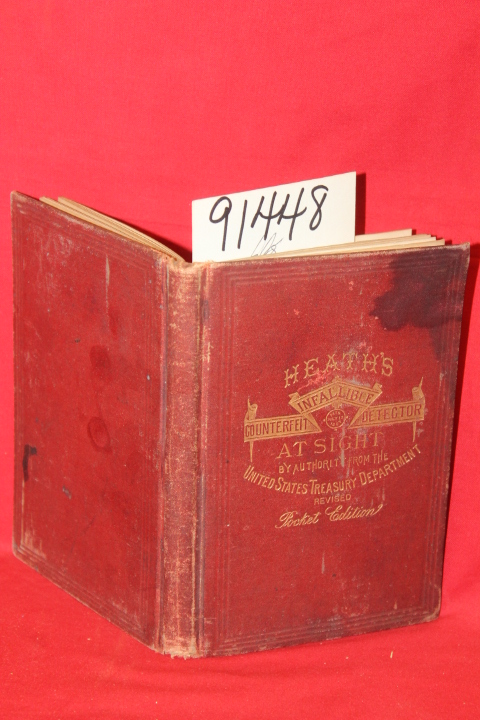 91448
HEATH'S
INFALLIBLE
COUNTERFEIT DETECTOR
AT SIGHT
BY AUTHORITY FROM THE
UNITED STATES TREASURY DEPARTMENT
REVISED
Pocket Edition